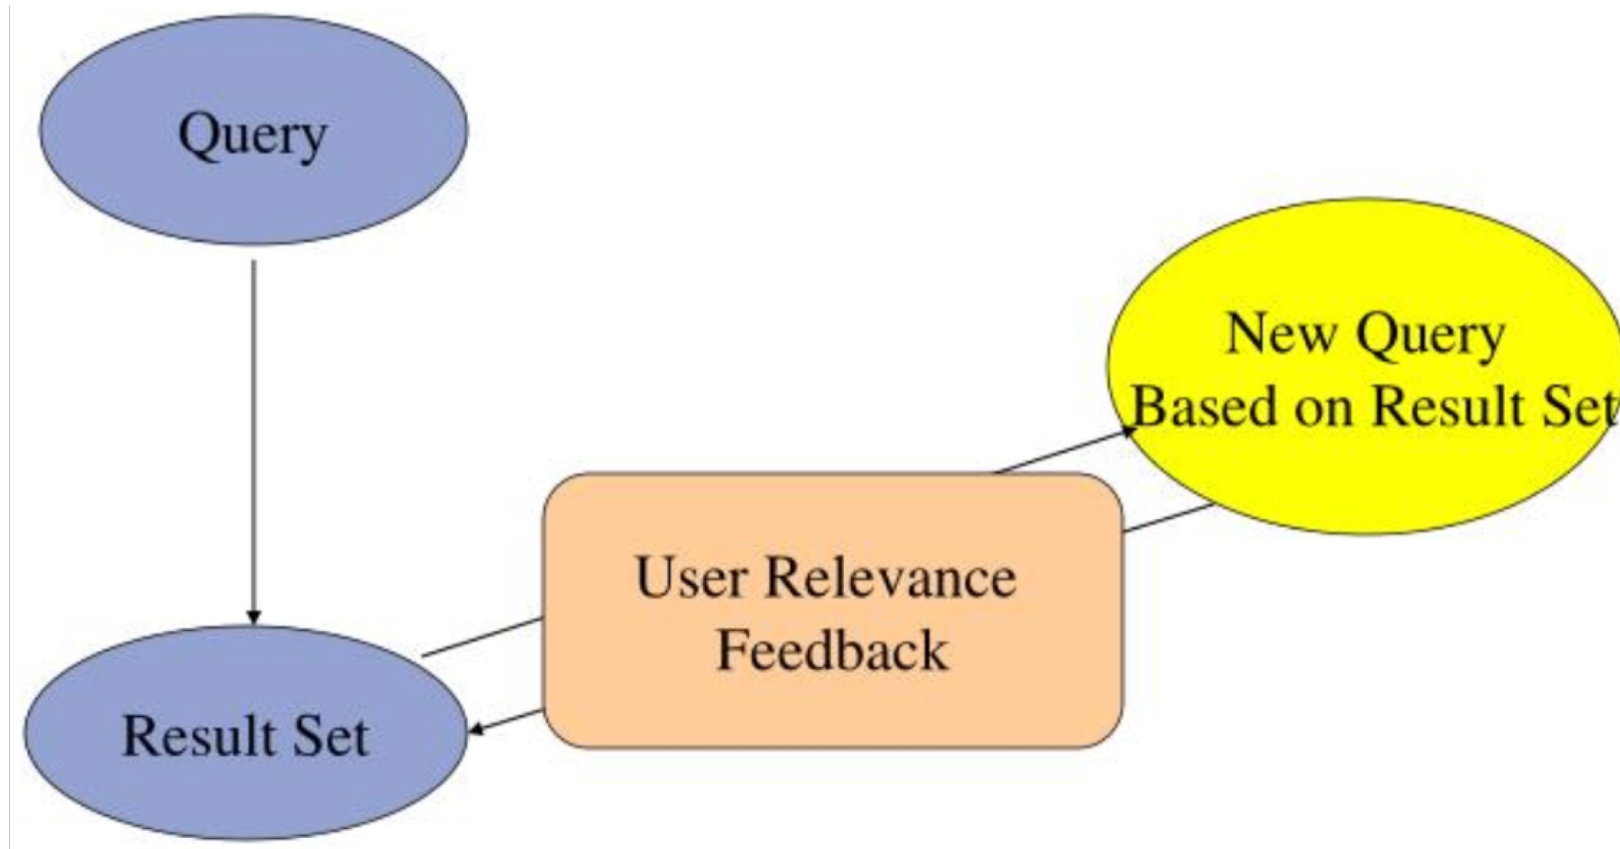 Query
New Query
Based on Result Set
User Relevance
Feedback
Result Set